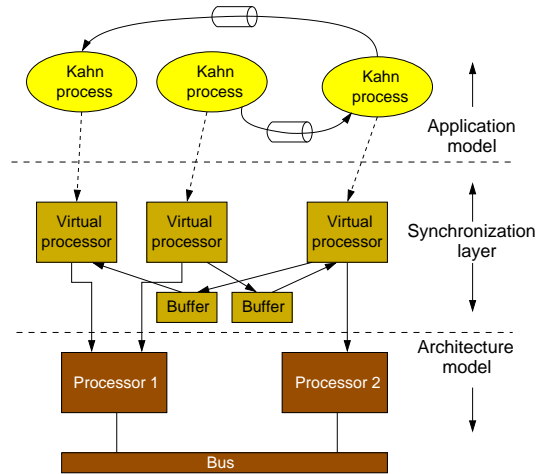 Kahn
process
Kahn
process
Kahn
process
Application
model
Virtual
processor
Virtual
processor
Virtual
processor
Synchronization
layer
Buffer
Buffer
Architecture
model
Processor 1
Processor 2
Bus